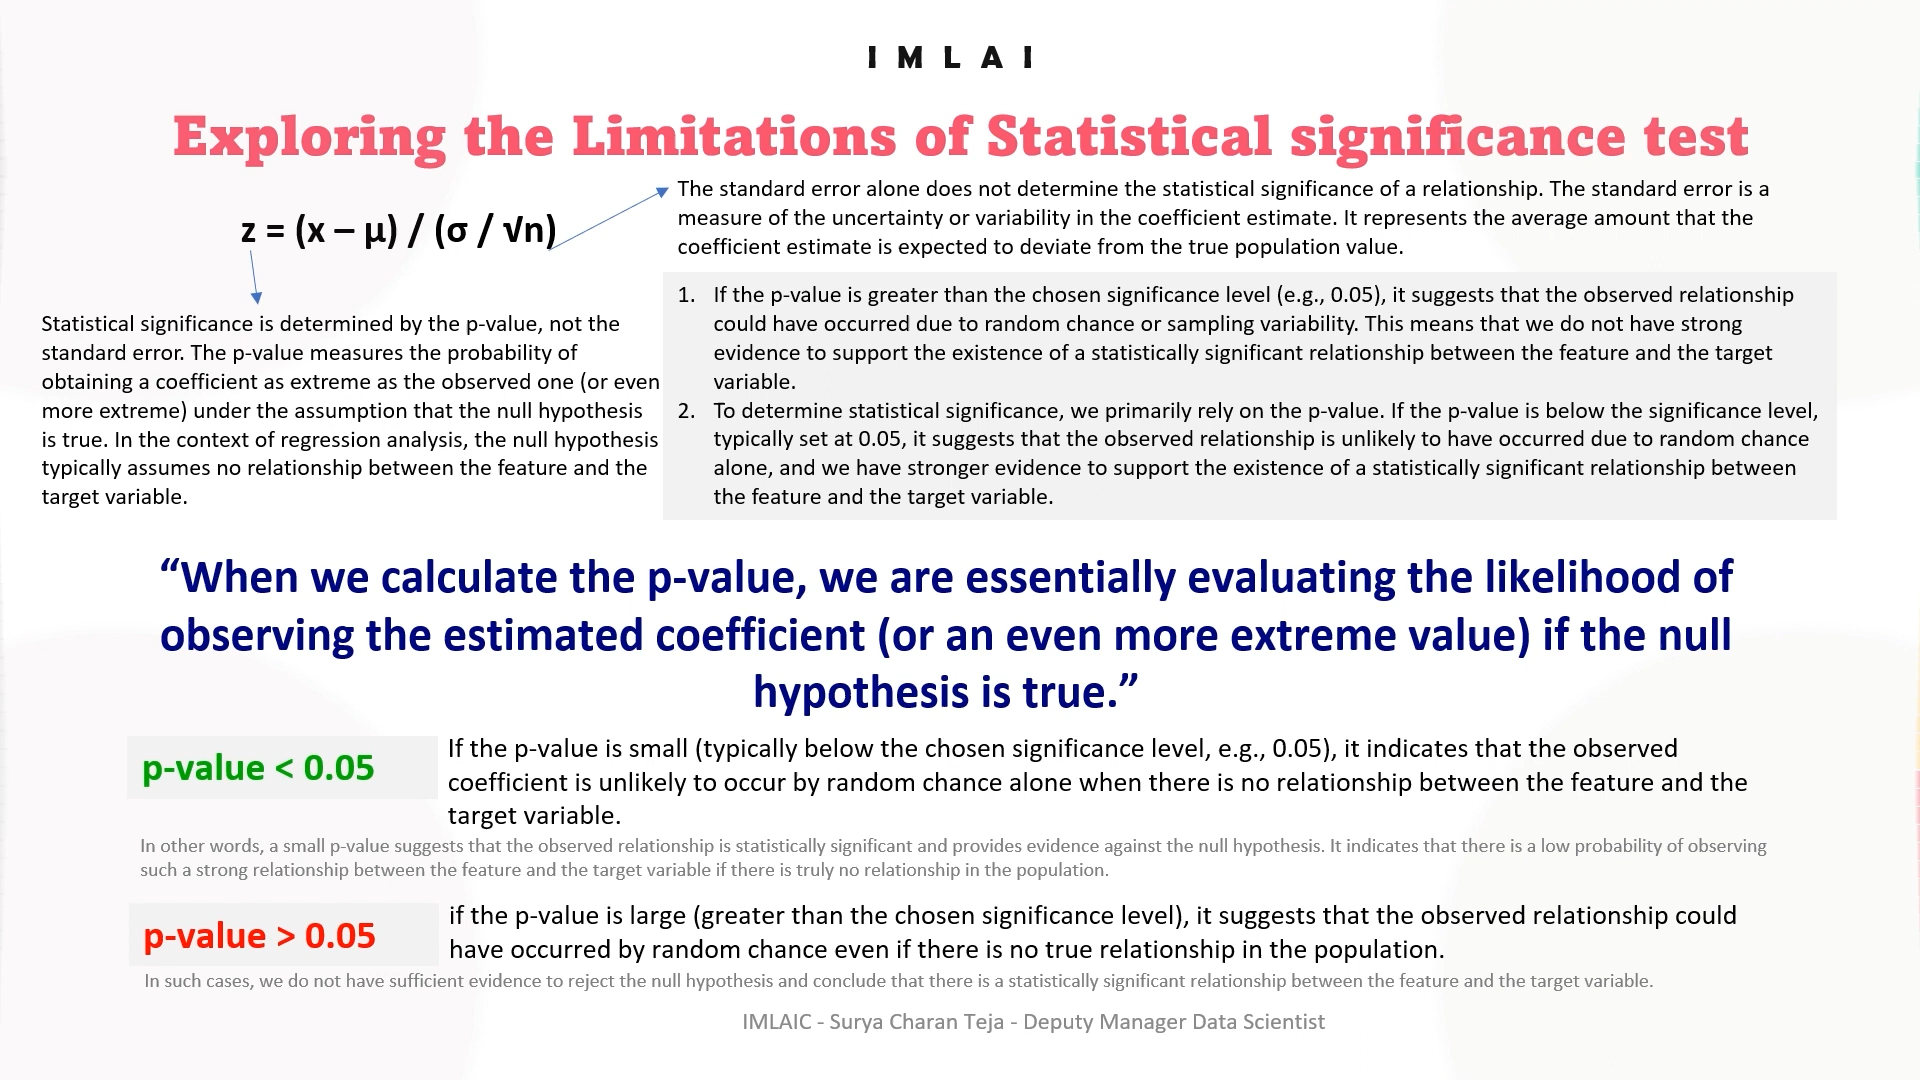 IMLAI
Exploring the Limitations of Statistical significance test
z = (x – μ) / (σ / √n)
The standard error alone does not determine the statistical significance of a relationship. The standard error is a
measure of the uncertainty or variability in the coefficient estimate. It represents the average amount that the
coefficient estimate is expected to deviate from the true population value.
Statistical significance is determined by the p-value, not the
standard error. The p-value measures the probability of
obtaining a coefficient as extreme as the observed one (or even
more extreme) under the assumption that the null hypothesis
is true. In the context of regression analysis, the null hypothesis
typically assumes no relationship between the feature and the
target variable.
1. If the p-value is greater than the chosen significance level (e.g., 0.05), it suggests that the observed relationship
could have occurred due to random chance or sampling variability. This means that we do not have strong
evidence to support the existence of a statistically significant relationship between the feature and the target
variable.
2. To determine statistical significance, we primarily rely on the p-value. If the p-value is below the significance level,
typically set at 0.05, it suggests that the observed relationship is unlikely to have occurred due to random chance
alone, and we have stronger evidence to support the existence of a statistically significant relationship between
the feature and the target variable.
“When we calculate the p-value, we are essentially evaluating the likelihood of
observing the estimated coefficient (or an even more extreme value) if the null
hypothesis is true.”
p-value < 0.05
If the p-value is small (typically below the chosen significance level, e.g., 0.05), it indicates that the observed
coefficient is unlikely to occur by random chance alone when there is no relationship between the feature and the
target variable.
In other words, a small p-value suggests that the observed relationship is statistically significant and provides evidence against the null hypothesis. It indicates that there is a low probability of observing
such a strong relationship between the feature and the target variable if there is truly no relationship in the population.
p-value > 0.05
if the p-value is large (greater than the chosen significance level), it suggests that the observed relationship could
have occurred by random chance even if there is no true relationship in the population.
In such cases, we do not have sufficient evidence to reject the null hypothesis and conclude that there is a statistically significant relationship between the feature and the target variable.
IMLAIC - Surya Charan Teja - Deputy Manager Data Scientist